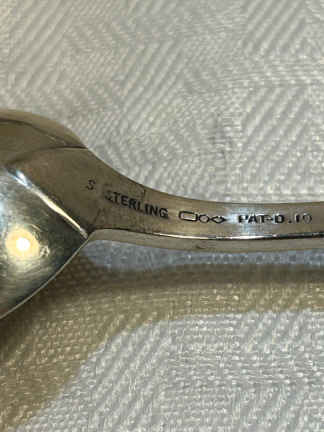 S STERLING PAT-D.10